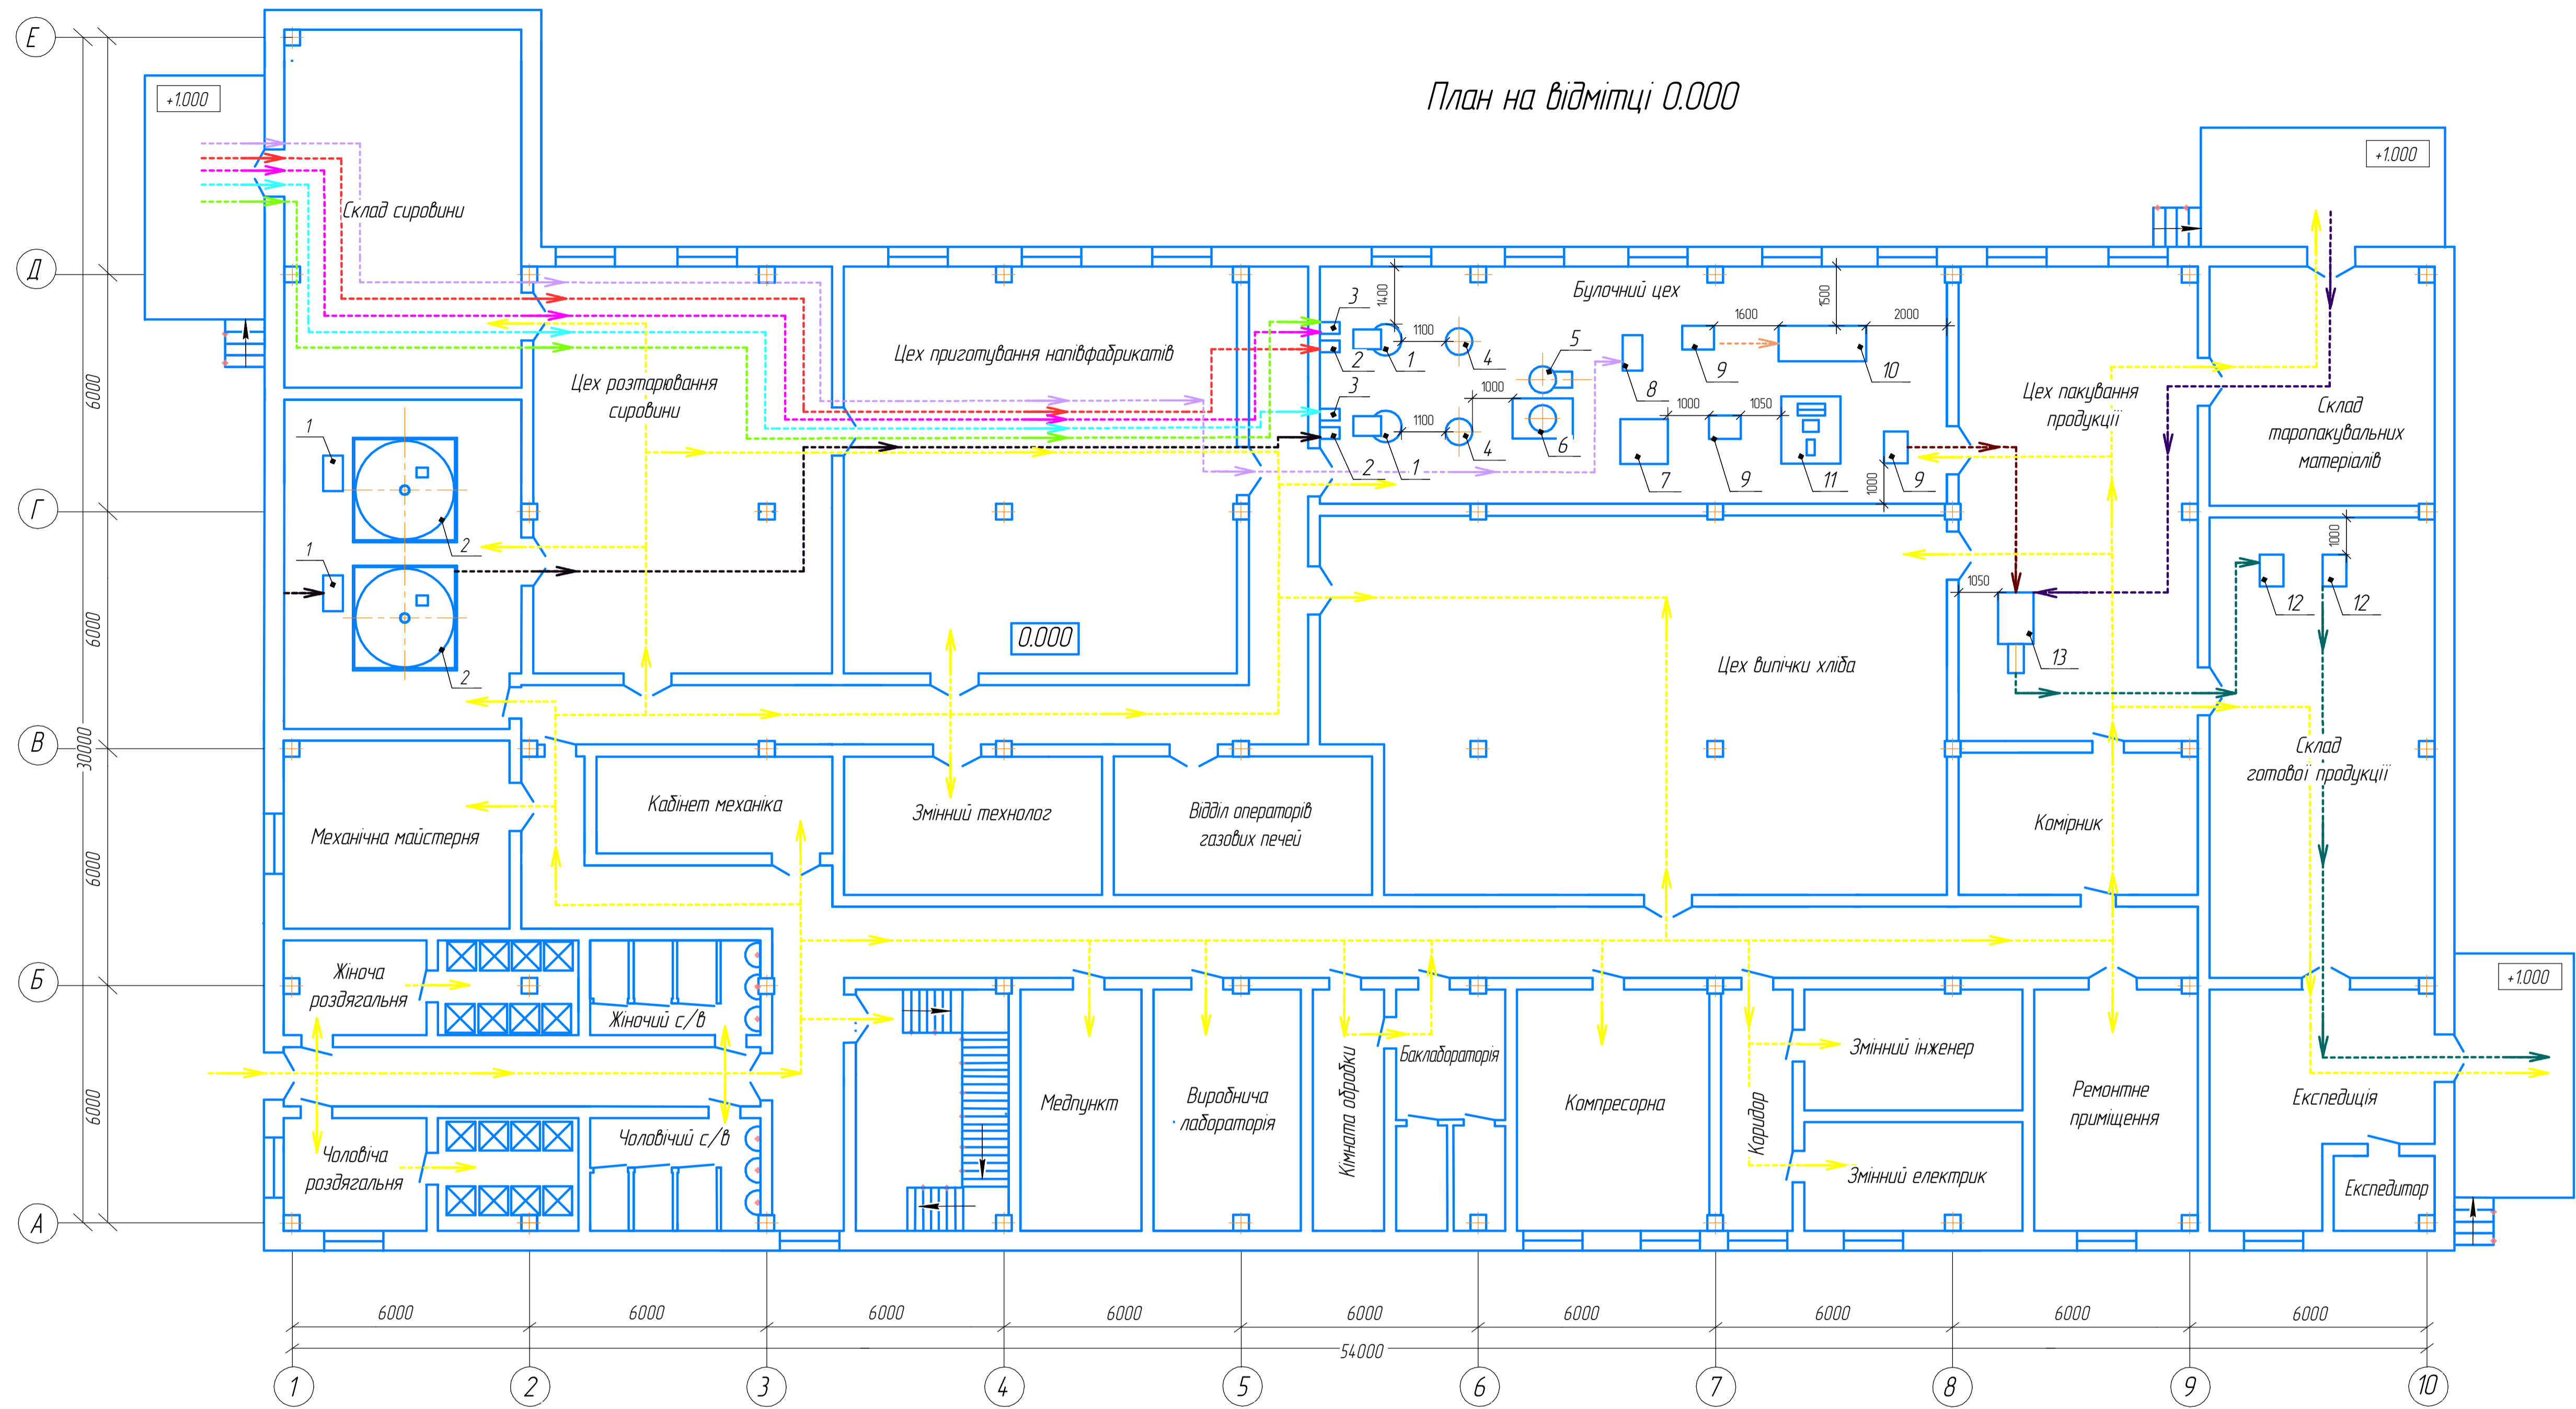 План на відмітці 0.000
Е
Д
Г
В
Б
А
6000
6000
6000
6000
30000
+1.000
+1.000
+1.000
Склад сировини
Цех розтарювання
сировини
Цех приготування напівфабрикатів
0.000
Булочний цех
1400
1100
1100
1000
1000
1050
1600
1500
2000
1000
3
2
1
4
3
2
1
4
5
6
8
7
9
9
10
11
9
Цех пакування
продукції
Склад
таропакувальних
матеріалів
1
2
1
2
1050
13
1000
12
12
Цех випічки хліба
Склад
готової продукції
Механічна майстерня
Кабінет механіка
Змінний технолог
Відділ операторів
газових печей
Комірник
Жіноча
роздягальня
Жіночий с/в
Чоловіча
роздягальня
Чоловічий с/в
Медпункт
Виробнича
лабораторія
Кімната обробки
Баклабораторія
Компресорна
Коридор
Змінний інженер
Змінний електрик
Ремонтне
приміщення
Експедиція
Експедитор
6000
6000
6000
6000
6000
6000
6000
6000
6000
54000
1
2
3
4
5
6
7
8
9
10